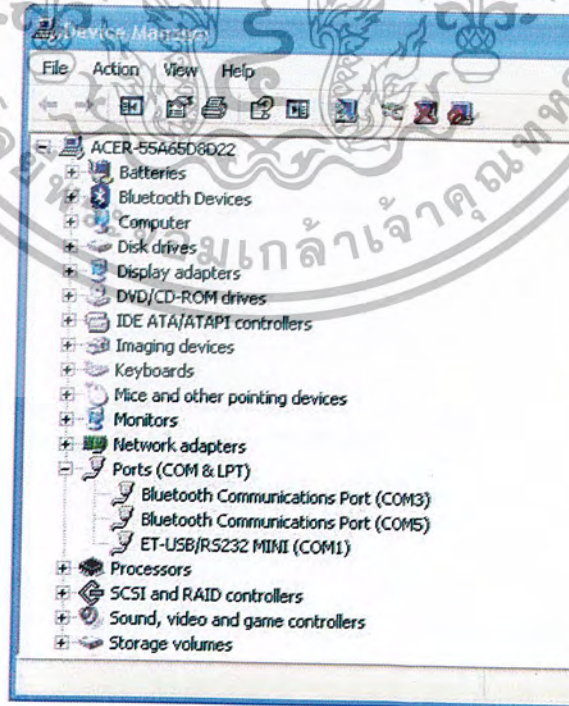 Device Manager
File Action View Help
ACER-55A65D8D22
Batteries
Bluetooth Devices
Computer
Disk drives
Display adapters
DVD/CD-ROM drives
IDE ATA/ATAPI controllers
Imaging devices
Keyboards
Mice and other pointing devices
Monitors
Network adapters
Ports (COM & LPT)
Bluetooth Communications Port (COM3)
Bluetooth Communications Port (COM5)
ET-USB/RS232 MINI (COM1)
Processors
SCSI and RAID controllers
Sound, video and game controllers
Storage volumes